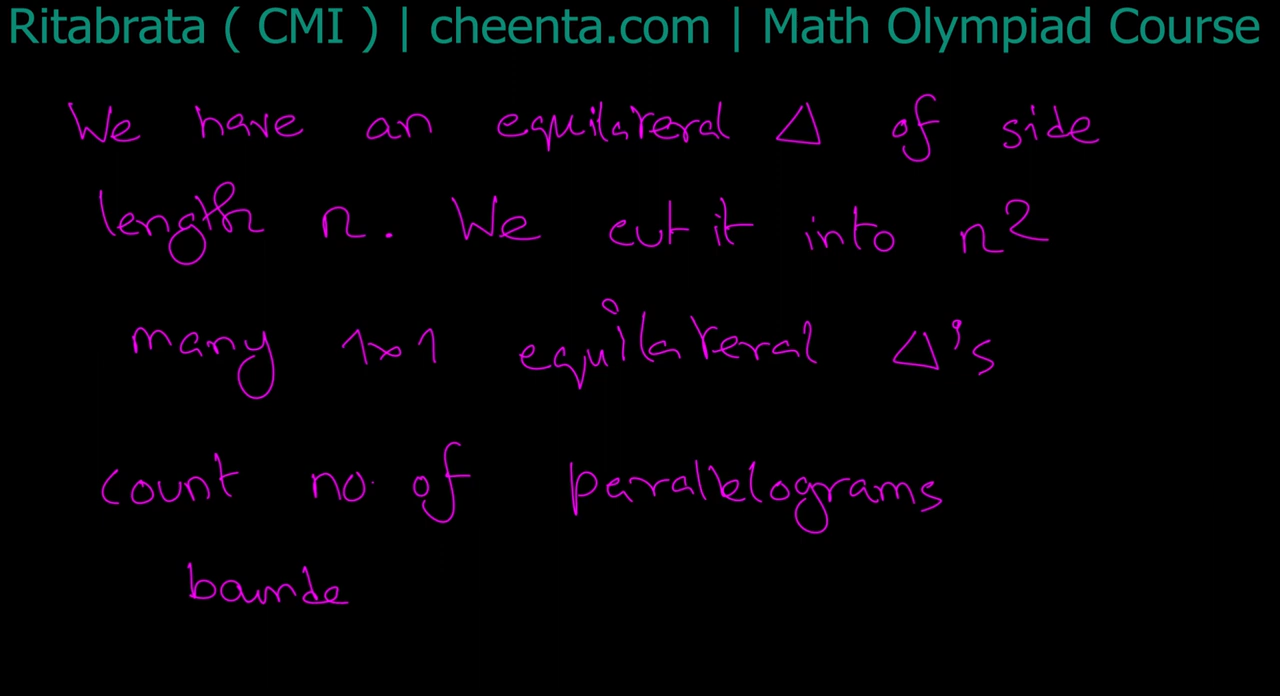 Ritabrata ( CMI ) | cheenta.com | Math Olympiad Course
We have an equilateral Δ of side
length n. We cut it into n²
many 1×1 equilateral Δ's
count no. of parallelograms
bounde